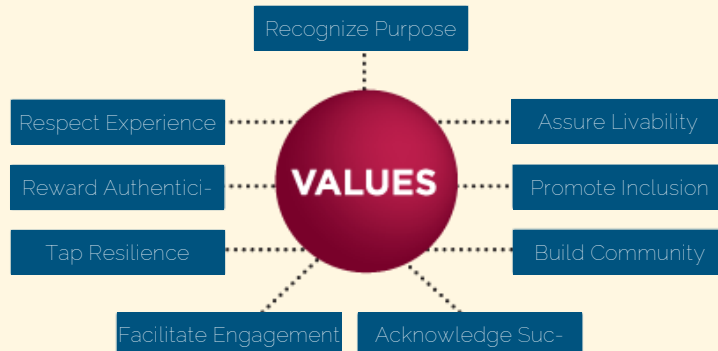 Recognize Purpose
Respect Experience
Assure Livability
VALUES
Reward Authentici-
Promote Inclusion
Tap Resilience
Build Community
Facilitate Engagement
Acknowledge Suc-